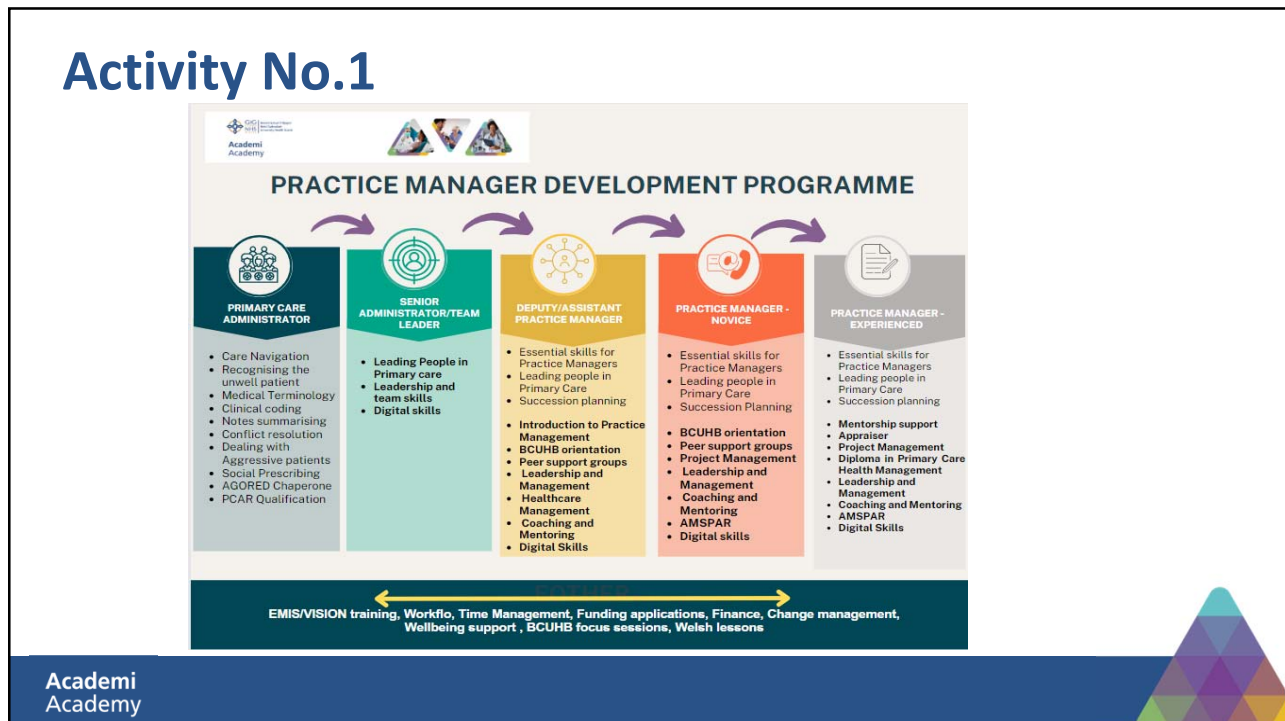 Activity No.1
GIG
NHS
Academi
Academy
PRACTICE MANAGER DEVELOPMENT PROGRAMME
PRIMARY CARE
ADMINISTRATOR
• Care Navigation
• Recognising the
unwell patient
• Medical Terminology
• Clinical coding
• Notes summarising
• Conflict resolution
• Dealing with
Aggressive patients
• Social Prescribing
• AGORED Chaperone
• PCAR Qualification
SENIOR
ADMINISTRATOR/TEAM
LEADER
• Leading People in
Primary care
• Leadership and
team skills
• Digital skills
DEPUTY/ASSISTANT
PRACTICE MANAGER
• Essential skills for
Practice Managers
• Leading people in
Primary Care
• Succession planning
• Introduction to Practice
Management
• BCUHB orientation
• Peer support groups
• Leadership and
Management
• Healthcare
Management
• Coaching and
Mentoring
• Digital Skills
PRACTICE MANAGER -
NOVICE
• Essential skills for
Practice Managers
• Leading people in
Primary Care
• Succession Planning
• BCUHB orientation
• Peer support groups
• Project Management
• Leadership and
Management
• Coaching and
Mentoring
• AMSPAR
• Digital skills
PRACTICE MANAGER -
EXPERIENCED
• Essential skills for
Practice Managers
• Leading people in
Primary Care
• Succession planning
• Mentorship support
• Appraiser
• Project Management
• Diploma in Primary Care
Health Management
• Leadership and
Management
• Coaching and Mentoring
• AMSPAR
• Digital Skills
EMIS/VISION training, Workflo, Time Management, Funding applications, Finance, Change management,
Wellbeing support , BCUHB focus sessions, Welsh lessons
Academi
Academy